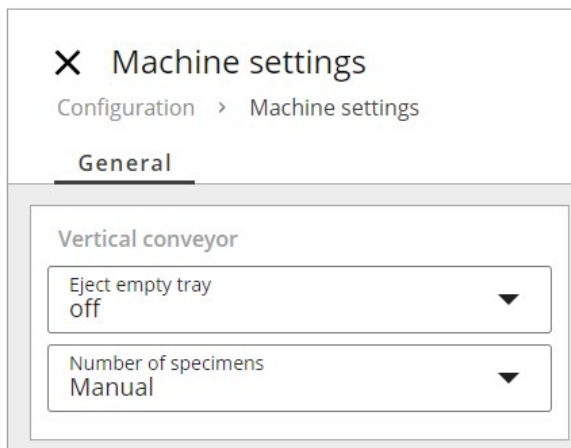 Machine settings
Configuration > Machine settings
General
Vertical conveyor
Eject empty tray
off
Number of specimens
Manual